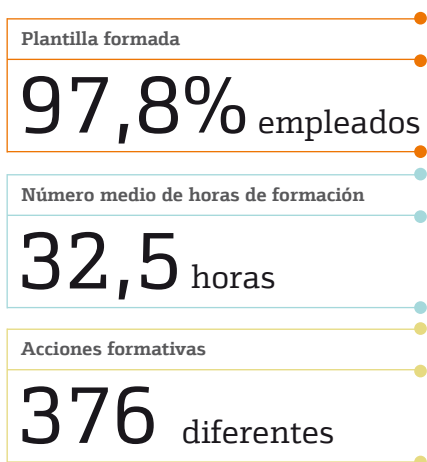 Plantilla formada
97,8% empleados
Número medio de horas de formación
32,5 horas
Acciones formativas
376 diferentes